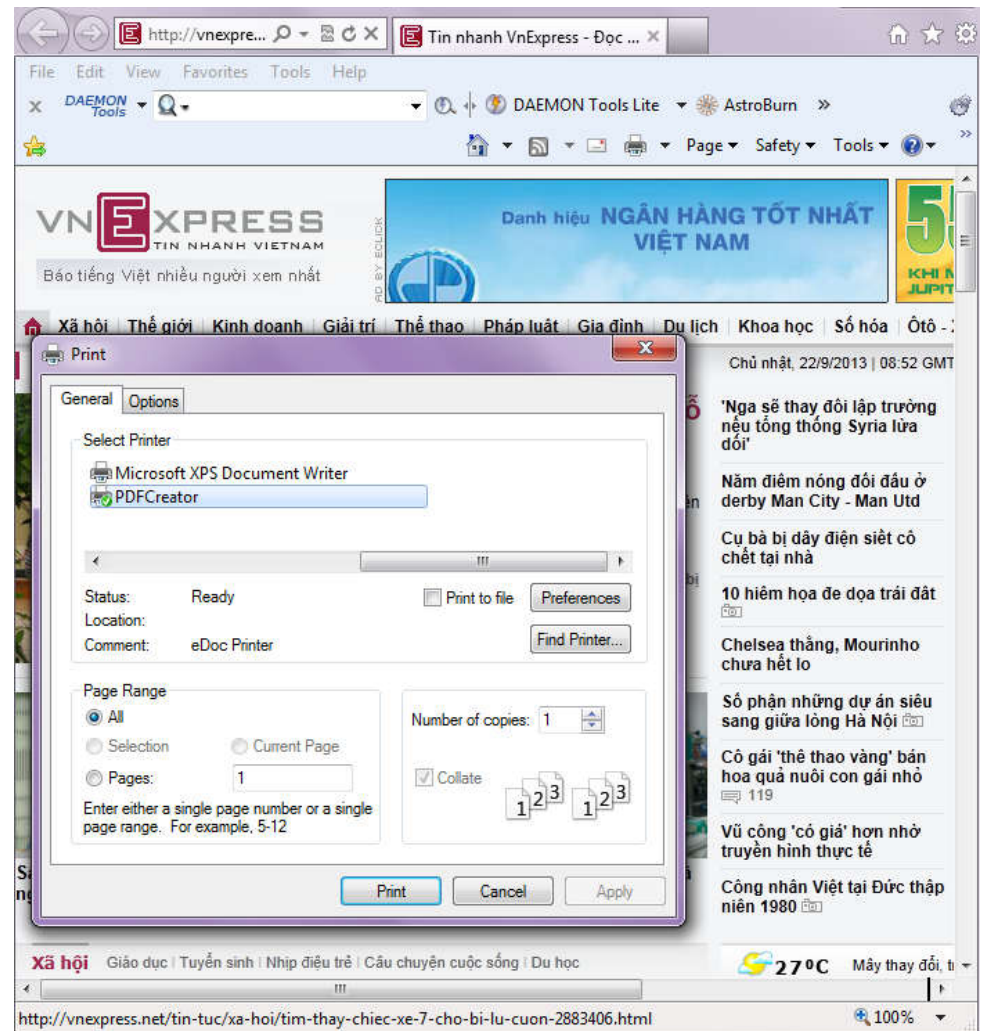 http://vnexpre...
Tin nhanh VnExpress - Đọc ...
File Edit View Favorites Tools Help
DAEMON Tools
DAEMON Tools Lite
AstroBurn
Page Safety Tools
VNEXPRESS
TIN NHANH VIETNAM
Báo tiếng Việt nhiều người xem nhất
AD BY ECLICK
Danh hiệu NGÂN HÀNG TỐT NHẤT
VIỆT NAM
KHI
JUPIT
Xã hội Thế giới Kinh doanh Giải trí Thể thao Pháp luật Gia đình Du lịch Khoa học Số hóa Ôtô -
Chủ nhật, 22/9/2013 | 08:52 GMT
'Nga sẽ thay đổi lập trường
nếu tổng thống Syria lừa
dối'
Năm điểm nóng đối đầu ở
derby Man City - Man Utd
Cụ bà bị dây điện siết cổ
chết tại nhà
10 hiểm họa đe dọa trái đất
Chelsea thắng, Mourinho
chưa hết lo
Số phận những dự án siêu
sang giữa lòng Hà Nội
Cô gái 'thể thao vàng' bán
hoa quả nuôi con gái nhỏ
119
Vũ công 'có giá' hơn nhờ
truyền hình thực tế
Công nhân Việt tại Đức thập
niên 1980
Print
General Options
Select Printer
Microsoft XPS Document Writer
PDFCreator
Status: Ready
Print to file
Preferences
Location:
Comment: eDoc Printer
Find Printer...
Page Range
All
Selection Current Page
Pages: 1
Enter either a single page number or a single
page range. For example, 5-12
Number of copies: 1
Collate
1 2 3 1 2 3
Print Cancel Apply
Xã hội Giáo dục Tuyển sinh Nhịp điệu trẻ Câu chuyện cuộc sống Du học
27°C Mây thay đổi,
http://vnexpress.net/tin-tuc/xa-hoi/tim-thay-chiec-xe-7-cho-bi-lu-cuon-2883406.html
100%